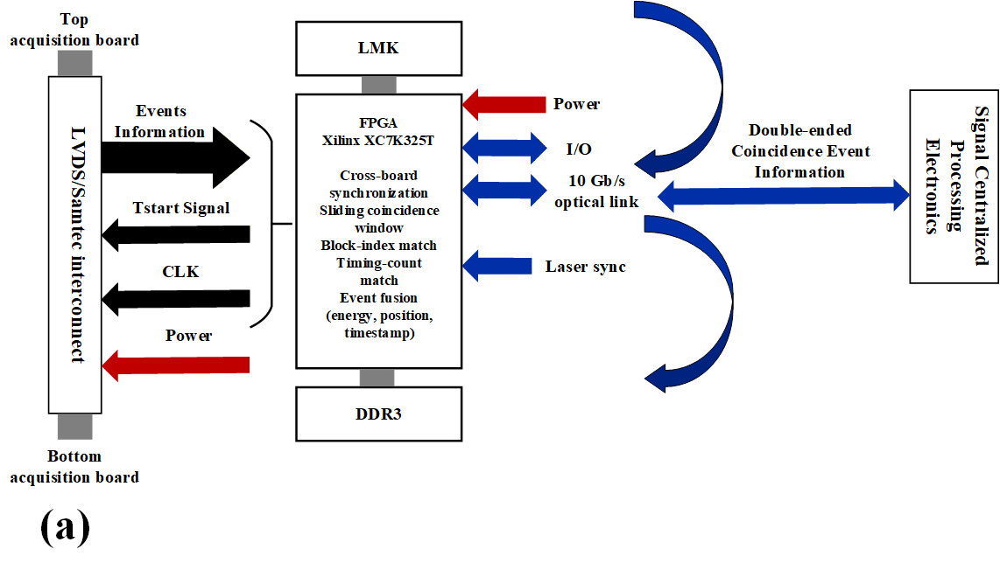 Top
acquisition board
LVDS/Samtec interconnect
Bottom
acquisition board
Events
Information
Tstart Signal
CLK
Power
LMK
FPGA
Xilinx XC7K325T
Cross-board
synchronization
Sliding coincidence
window
Block-index match
Timing-count
match
Event fusion
(energy, position,
timestamp)
DDR3
Power
I/O
10 Gb/s
optical link
Laser sync
Double-ended
Coincidence Event
Information
Signal Centralized
Processing
Electronics
(a)